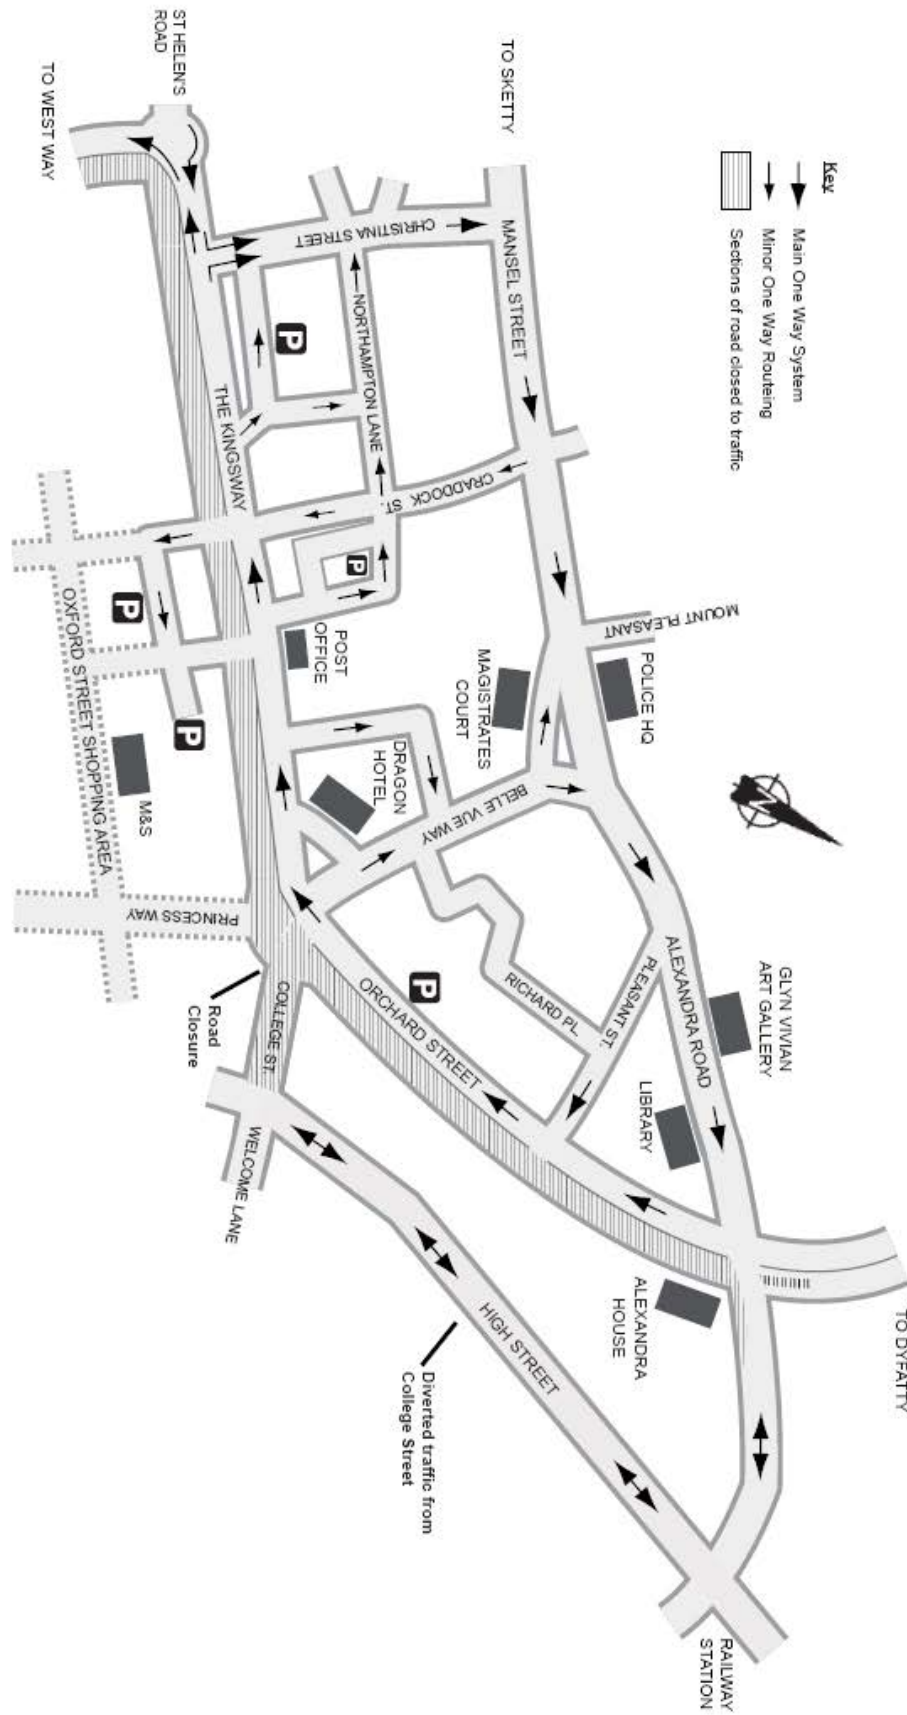 Key
Main One Way System
Minor One Way Routeing
Sections of road closed to traffic
TO SKETTY
ST HELEN'S
ROAD
TO WEST WAY
MANSEL STREET
CHRISTINA STREET
NORTHAMPTON LANE
P
THE KINGSWAY
CRADDOCK ST.
P
MOUNT PLEASANT
POLICE HQ
MAGISTRATES
COURT
POST
OFFICE
P
OXFORD STREET SHOPPING AREA
P
M&S
DRAGON
HOTEL
BELLE VUE WAY
PRINCESS WAY
GLYN VIVIAN
ART GALLERY
ALEXANDRA ROAD
PLEASANT ST.
RICHARD PL.
P
ORCHARD STREET
COLLEGE ST.
Road
Closure
LIBRARY
WELCOME LANE
ALEXANDRA
HOUSE
TO DYFATTY
HIGH STREET
Diverted traffic from
College Street
RAILWAY
STATION